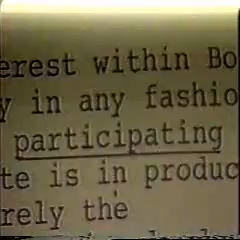 erest within Bo
y in any fashio
participating
te is in produc
rely the